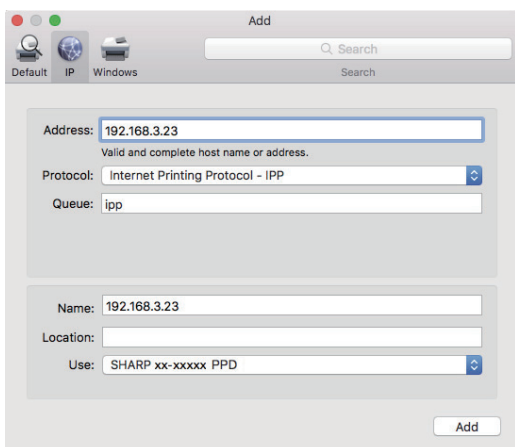 Add
Search
Default IP Windows Search
Address: 192.168.3.23
Valid and complete host name or address.
Protocol: Internet Printing Protocol - IPP
Queue: ipp
Name: 192.168.3.23
Location:
Use: SHARP xx-xxxxx PPD
Add